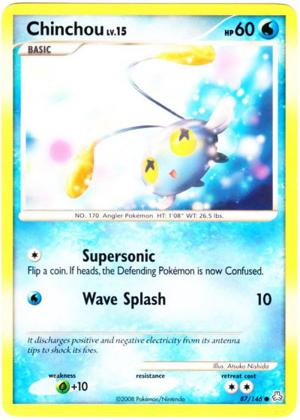 Chinchou LV.15 HP 60
BASIC
NO. 170 Angler Pokémon HT: 1'08" WT: 26.5 lbs.
Illus. Atsuko Nishida
Supersonic
Flip a coin. If heads, the Defending Pokémon is now Confused.
Wave Splash 10
It discharges positive and negative electricity from its antenna
tips to shock its foes.
weakness resistance retreat cost
+10
©2008 Pokémon/Nintendo 87/146